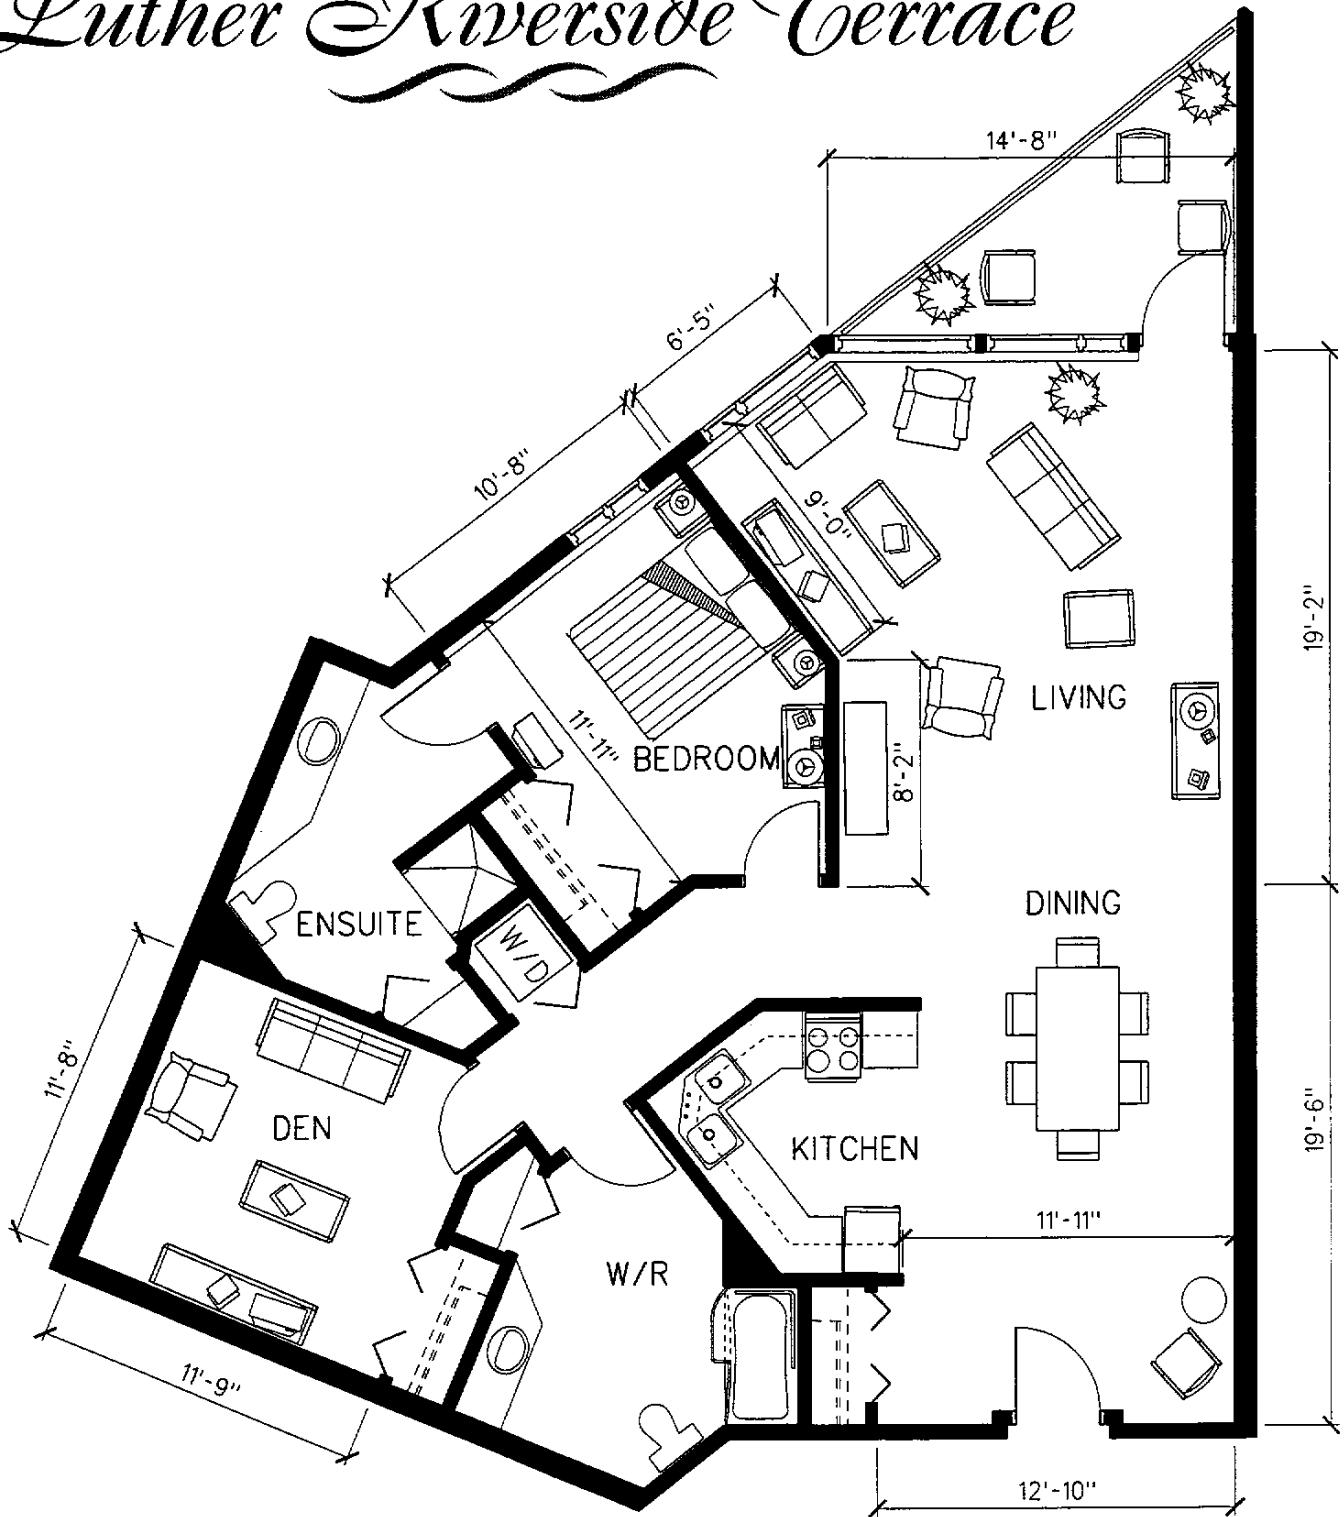 Luther Riverside Terrace
14'-8"
6'-5"
10'-8"
9'-0"
19'-2"
LIVING
11'-11"
BEDROOM
8'-2"
DINING
ENSUITE
W/D
11'-8"
DEN
KITCHEN
19'-6"
11'-11"
W/R
11'-9"
12'-10"